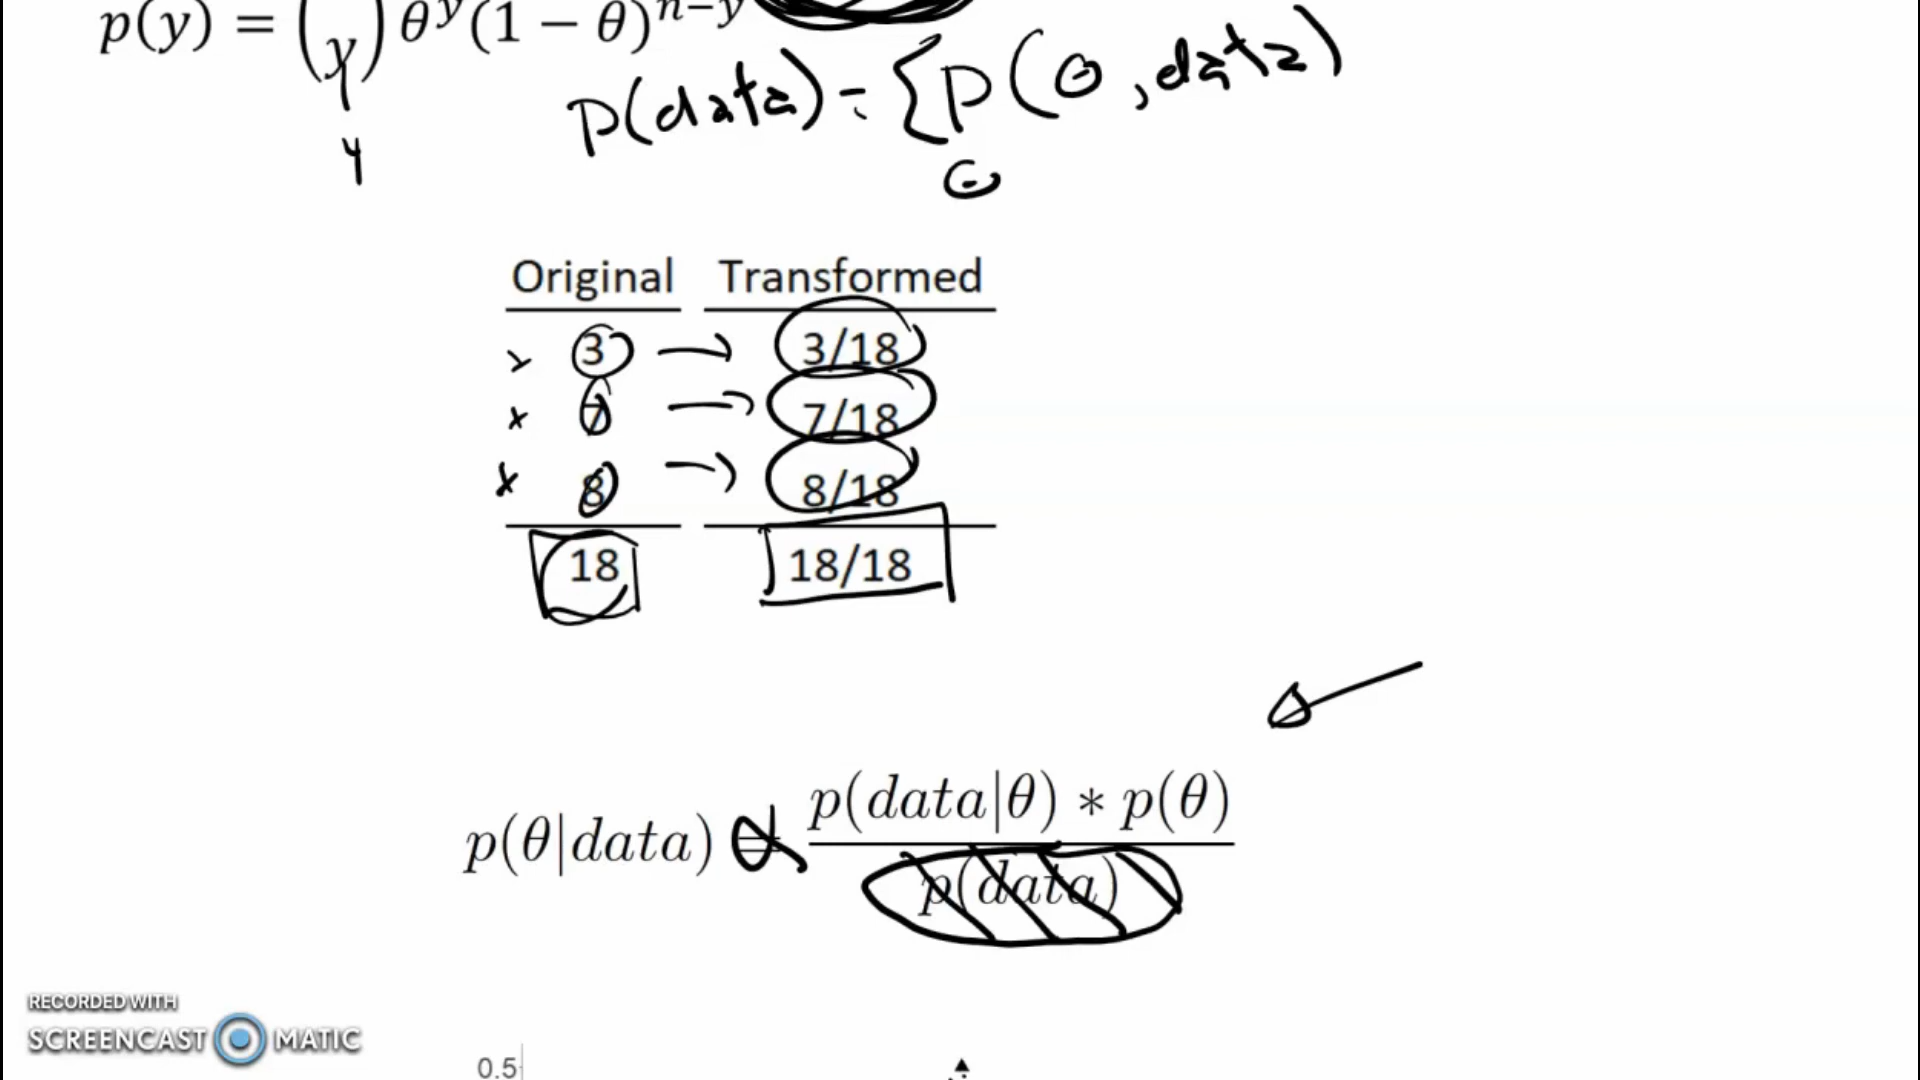 p(y) = (y) θ^y (1 − θ)^{n−y}
y
p(data) = Σ p(θ, data)
θ
Original Transformed
3 → 3/18
7 → 7/18
8 → 8/18
18 18/18
p(data|θ) * p(θ)
p(θ|data) ∝
p(data)
RECORDED WITH
SCREENCAST MATIC
0.5